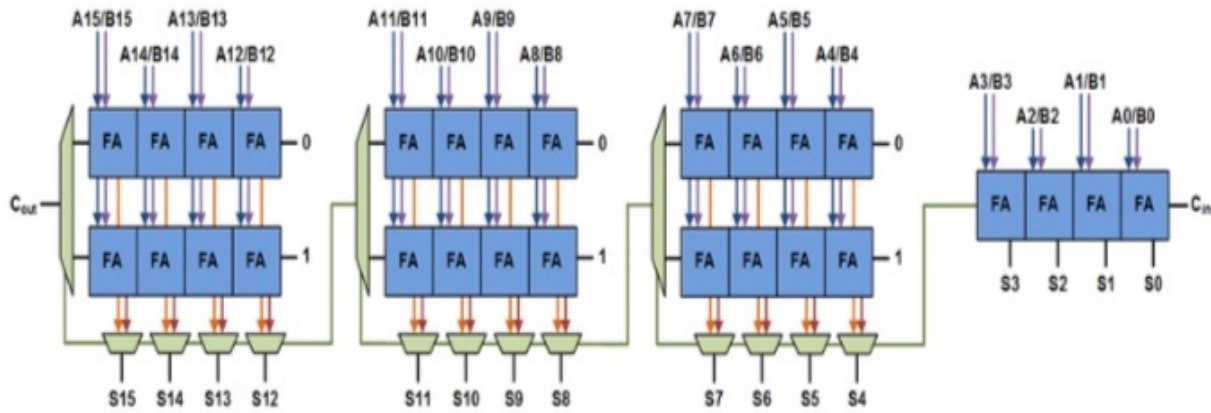 A15/B15 A13/B13 A11/B11 A9/B9 A7/B7 A5/B5
A14/B14 A12/B12 A10/B10 A8/B8 A6/B6 A4/B4
A3/B3 A1/B1
A2/B2 A0/B0
FA FA FA FA 0 FA FA FA FA 0 FA FA FA FA 0
Cout FA FA FA FA Cin
FA FA FA FA 1 FA FA FA FA 1 FA FA FA FA 1
S3 S2 S1 S0
S15 S14 S13 S12 S11 S10 S9 S8 S7 S6 S5 S4